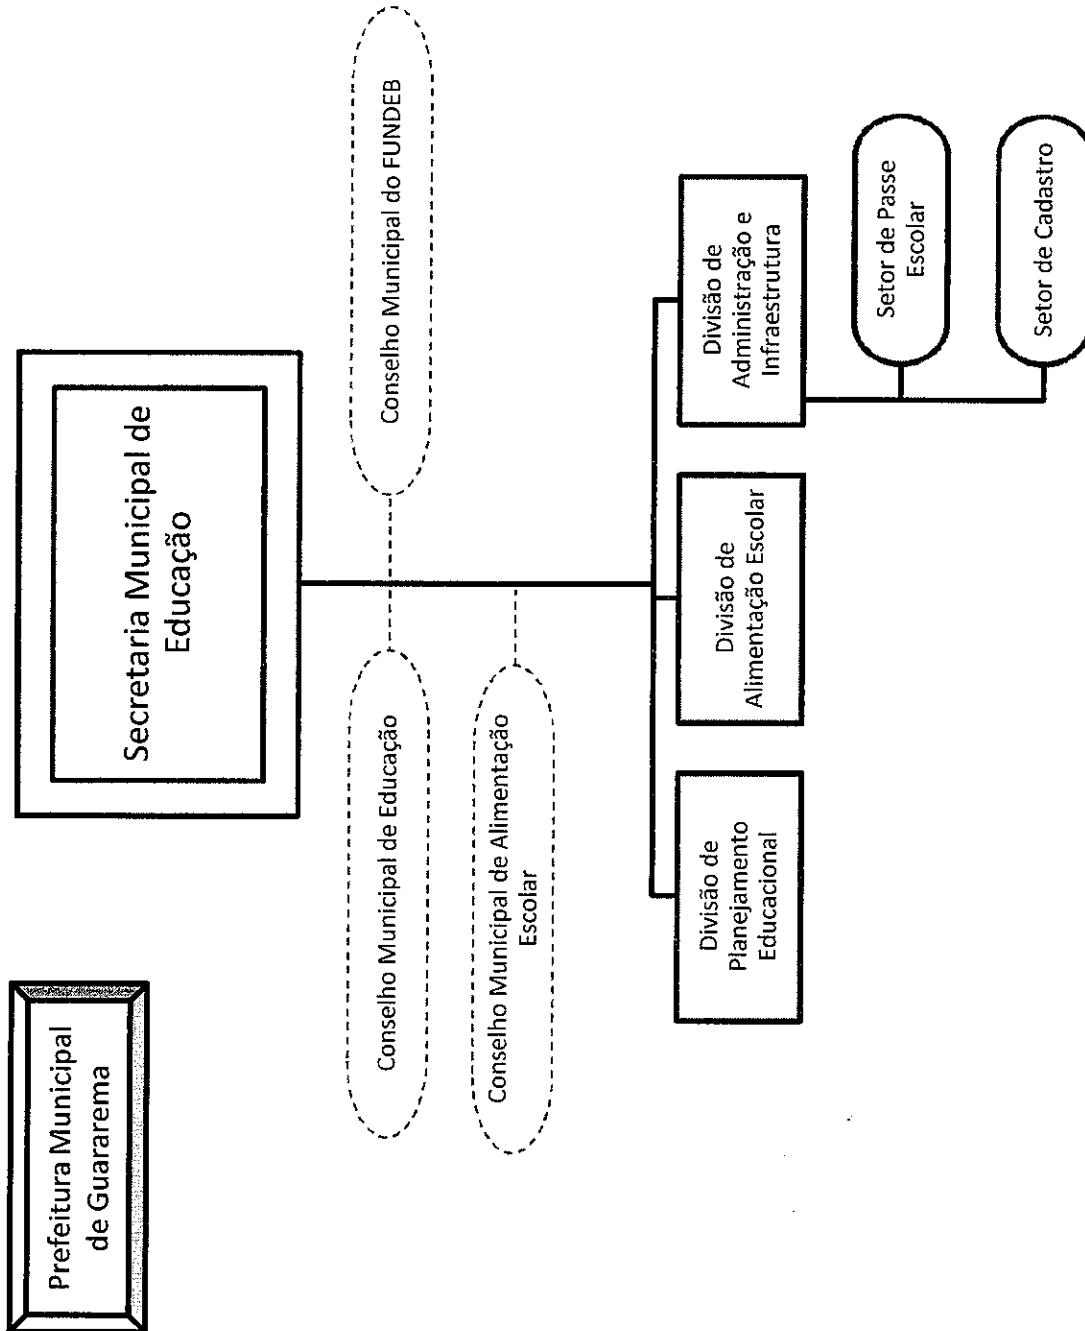 Prefeitura Municipal
de Guararema
Secretaria Municipal de
Educação
Conselho Municipal de Educação
Conselho Municipal do FUNDEB
Conselho Municipal de Alimentação
Escolar
Divisão de
Planejamento
Educacional
Divisão de
Alimentação Escolar
Divisão de
Administração e
Infraestrutura
Setor de Passe
Escolar
Setor de Cadastro